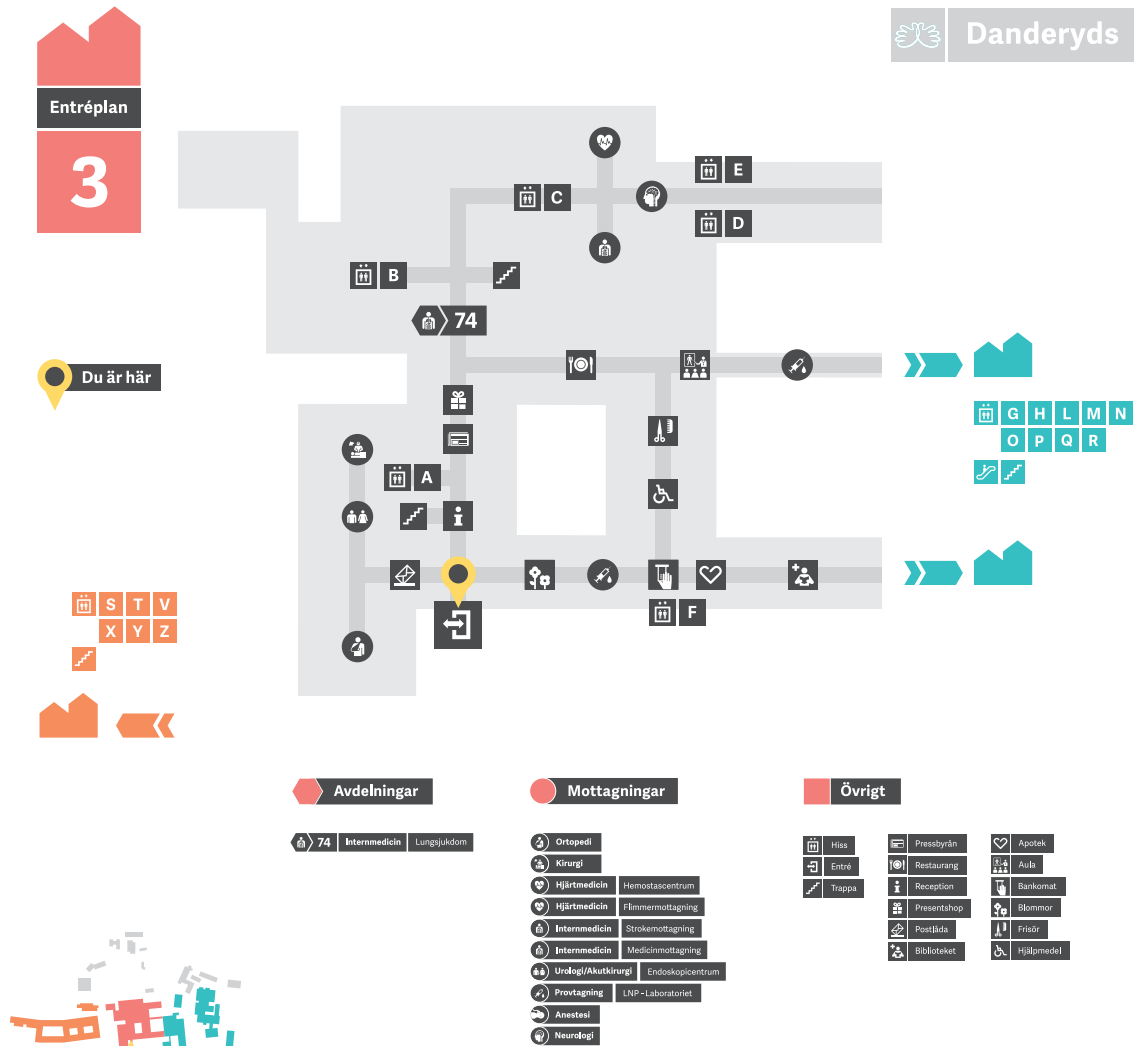 Danderyds
Entréplan
3
E
C
D
B
74
Du är här
G H L M N
O P Q R
A
F
S T V
X Y Z
Avdelningar
74 Internmedicin Lungsjukdom
Mottagningar
Ortopedi
Kirurgi
Hjärtmedicin Hemostascentrum
Hjärtmedicin Flimmermottagning
Internmedicin Strokemottagning
Internmedicin Medicinmottagning
Urologi/Akutkirurgi Endoskopicentrum
Provtagning LNP-Laboratoriet
Anestesi
Neurologi
Övrigt
Hiss
Entré
Trappa
Pressbyrån
Restaurang
Reception
Presentshop
Postlåda
Biblioteket
Apotek
Aula
Bankomat
Blommor
Frisör
Hjälpmedel